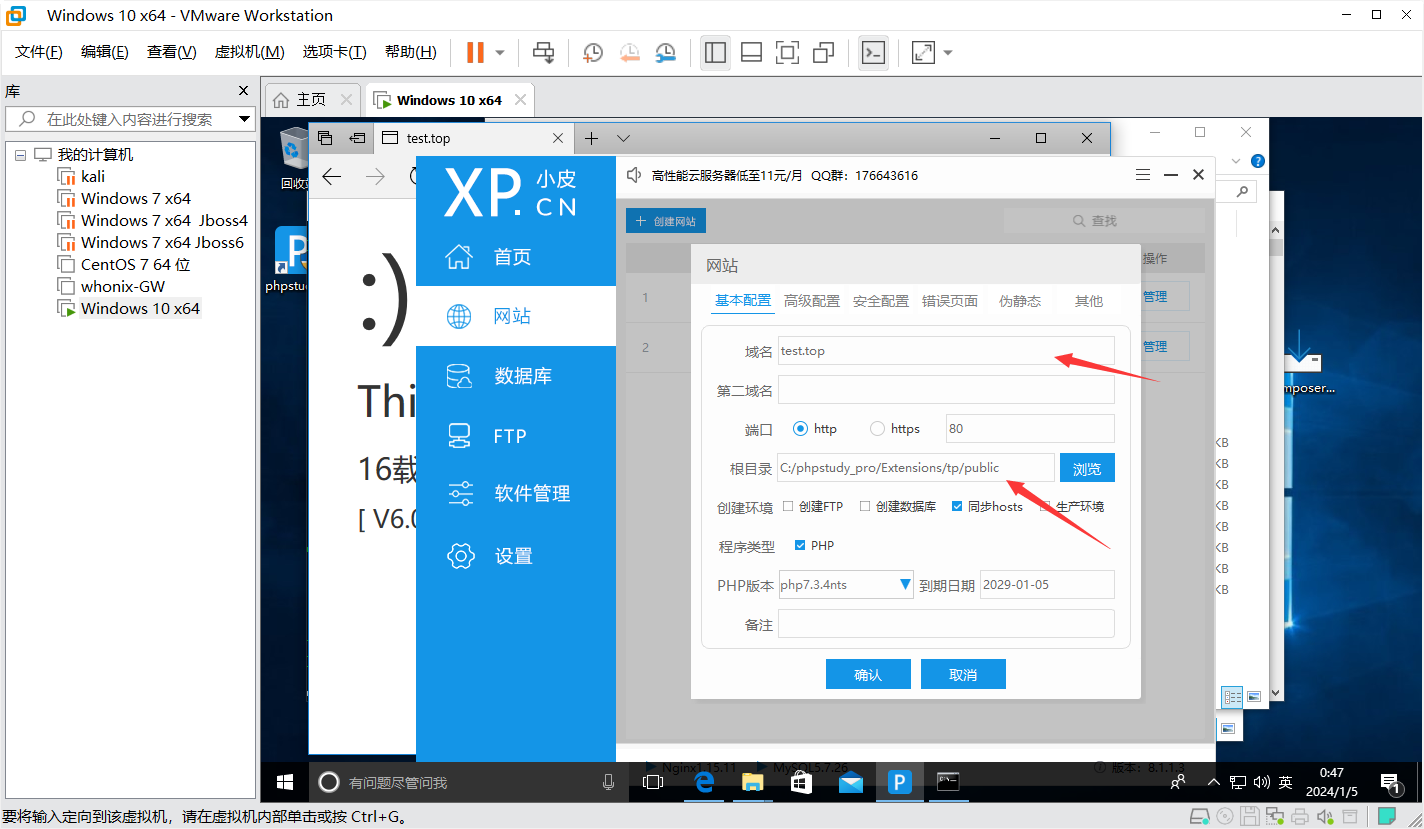 Windows 10 x64 - VMware Workstation
文件(F) 编辑(E) 查看(V) 虚拟机(M) 选项卡(T) 帮助(H)
库
在此处键入内容进行搜索
我的计算机
kali
Windows 7 x64
Windows 7 x64 Jboss4
Windows 7 x64 Jboss6
CentOS 7 64 位
whonix-GW
Windows 10 x64
主页
Windows 10 x64
回收
phpstudy
test.top
:)
Thi
16载
[ V6.0
XP.CN 小皮
首页
网站
数据库
FTP
软件管理
设置
高性能云服务器低至11元/月 QQ群：176643616
创建网站
查找
操作
1
管理
2
管理
网站
基本配置 高级配置 安全配置 错误页面 伪静态 其他
域名 test.top
第二域名
端口 http https 80
根目录 C:/phpstudy_pro/Extensions/tp/public 浏览
创建环境 创建FTP 创建数据库 同步hosts 生产环境
程序类型 PHP
PHP版本 php7.3.4nts 到期日期 2029-01-05
备注
确认 取消
mposer...
KB
KB
KB
KB
KB
KB
KB
KB
Nginx1.15.11 MySQL5.7.26 版本：8.1.1.3
有问题尽管问我
英
0:47
2024/1/5
1
要将输入定向到该虚拟机，请在虚拟机内部单击或按 Ctrl+G。